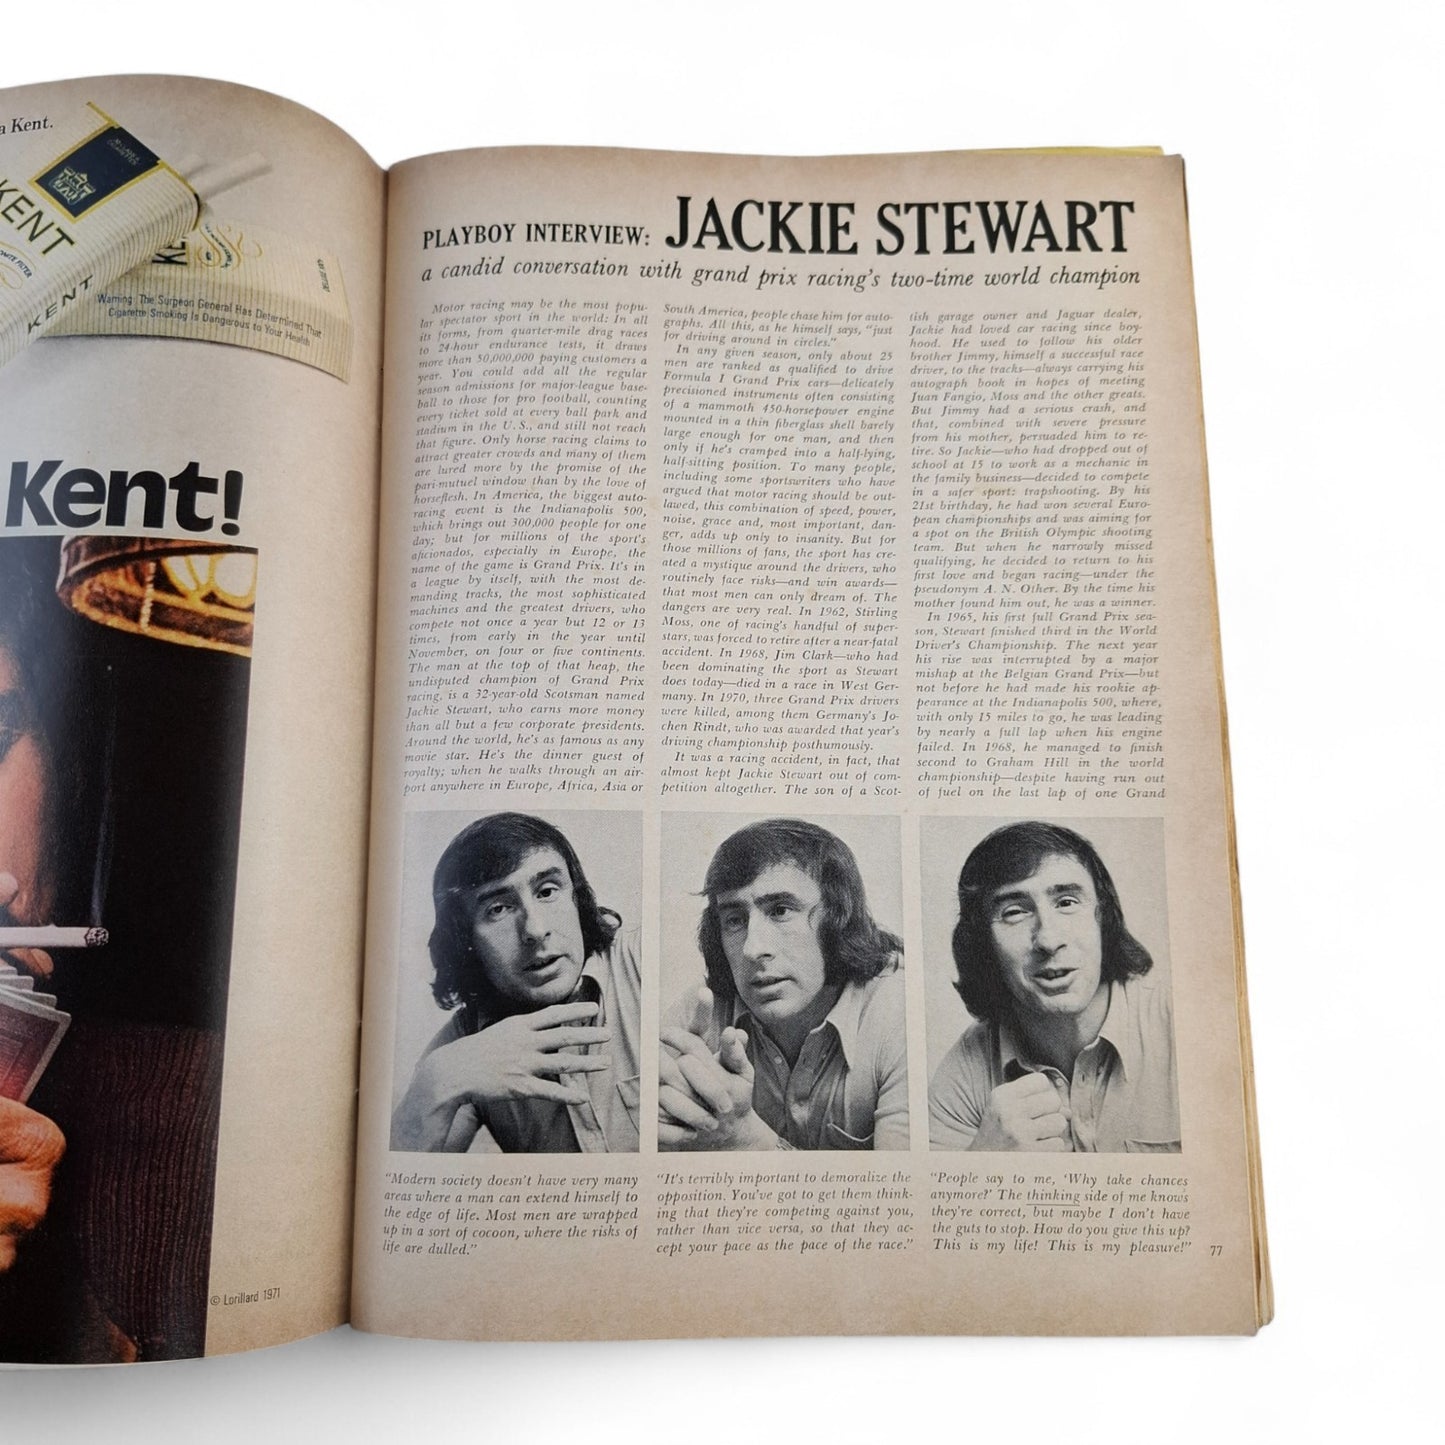 a Kent.
KENT
KENT
Warning: The Surgeon General Has Determined That
Cigarette Smoking Is Dangerous to Your Health
Kent!
© Lorillard 1971
PLAYBOY INTERVIEW: JACKIE STEWART
a candid conversation with grand prix racing's two-time world champion
Motor racing may be the most popu-
lar spectator sport in the world: In all
its forms, from quarter-mile drag races
to 24-hour endurance tests, it draws
more than 50,000,000 paying customers a
year. You could add all the regular
season admissions for major-league base-
ball to those for pro football, counting
every ticket sold at every ball park and
stadium in the U. S., and still not reach
that figure. Only horse racing claims to
attract greater crowds and many of them
are lured more by the promise of the
pari-mutuel window than by the love of
horseflesh. In America, the biggest auto-
racing event is the Indianapolis 500,
which brings out 300,000 people for one
day; but for millions of the sport's
aficionados, especially in Europe, the
name of the game is Grand Prix. It's in
a league by itself, with the most de-
manding tracks, the most sophisticated
machines and the greatest drivers, who
compete not once a year but 12 or 13
times, from early in the year until
November, on four or five continents.
The man at the top of that heap, the
undisputed champion of Grand Prix
racing, is a 32-year-old Scotsman named
Jackie Stewart, who earns more money
than all but a few corporate presidents.
Around the world, he's as famous as any
movie star. He's the dinner guest of
royalty; when he walks through an air-
port anywhere in Europe, Africa, Asia or
South America, people chase him for auto-
graphs. All this, as he himself says, "just
for driving around in circles."
In any given season, only about 25
men are ranked as qualified to drive
Formula I Grand Prix cars—delicately
precisioned instruments often consisting
of a mammoth 450-horsepower engine
mounted in a thin fiberglass shell barely
large enough for one man, and then
only if he's cramped into a half-lying,
half-sitting position. To many people,
including some sportswriters who have
argued that motor racing should be out-
lawed, this combination of speed, power,
noise, grace and, most important, dan-
ger, adds up only to insanity. But for
those millions of fans, the sport has cre-
ated a mystique around the drivers, who
routinely face risks—and win awards—
that most men can only dream of. The
dangers are very real. In 1962, Stirling
Moss, one of racing's handful of super-
stars, was forced to retire after a near-fatal
accident. In 1968, Jim Clark—who had
been dominating the sport as Stewart
does today—died in a race in West Ger-
many. In 1970, three Grand Prix drivers
were killed, among them Germany's Jo-
chen Rindt, who was awarded that year's
driving championship posthumously.
It was a racing accident, in fact, that
almost kept Jackie Stewart out of com-
petition altogether. The son of a Scot-
tish garage owner and Jaguar dealer,
Jackie had loved car racing since boy-
hood. He used to follow his older
brother Jimmy, himself a successful race
driver, to the tracks—always carrying his
autograph book in hopes of meeting
Juan Fangio, Moss and the other greats.
But Jimmy had a serious crash, and
that, combined with severe pressure
from his mother, persuaded him to re-
tire. So Jackie—who had dropped out of
school at 15 to work as a mechanic in
the family business—decided to compete
in a safer sport: trapshooting. By his
21st birthday, he had won several Euro-
pean championships and was aiming for
a spot on the British Olympic shooting
team. But when he narrowly missed
qualifying, he decided to return to his
first love and began racing—under the
pseudonym A. N. Other. By the time his
mother found him out, he was a winner.
In 1965, his first full Grand Prix sea-
son, Stewart finished third in the World
Driver's Championship. The next year
his rise was interrupted by a major
mishap at the Belgian Grand Prix—but
not before he had made his rookie ap-
pearance at the Indianapolis 500, where,
with only 15 miles to go, he was leading
by nearly a full lap when his engine
failed. In 1968, he managed to finish
second to Graham Hill in the world
championship—despite having run out
of fuel on the last lap of one Grand
"Modern society doesn't have very many
areas where a man can extend himself to
the edge of life. Most men are wrapped
up in a sort of cocoon, where the risks of
life are dulled."
"It's terribly important to demoralize the
opposition. You've got to get them think-
ing that they're competing against you,
rather than vice versa, so that they ac-
cept your pace as the pace of the race."
"People say to me, 'Why take chances
anymore?' The thinking side of me knows
they're correct, but maybe I don't have
the guts to stop. How do you give this up?
This is my life! This is my pleasure!"
77